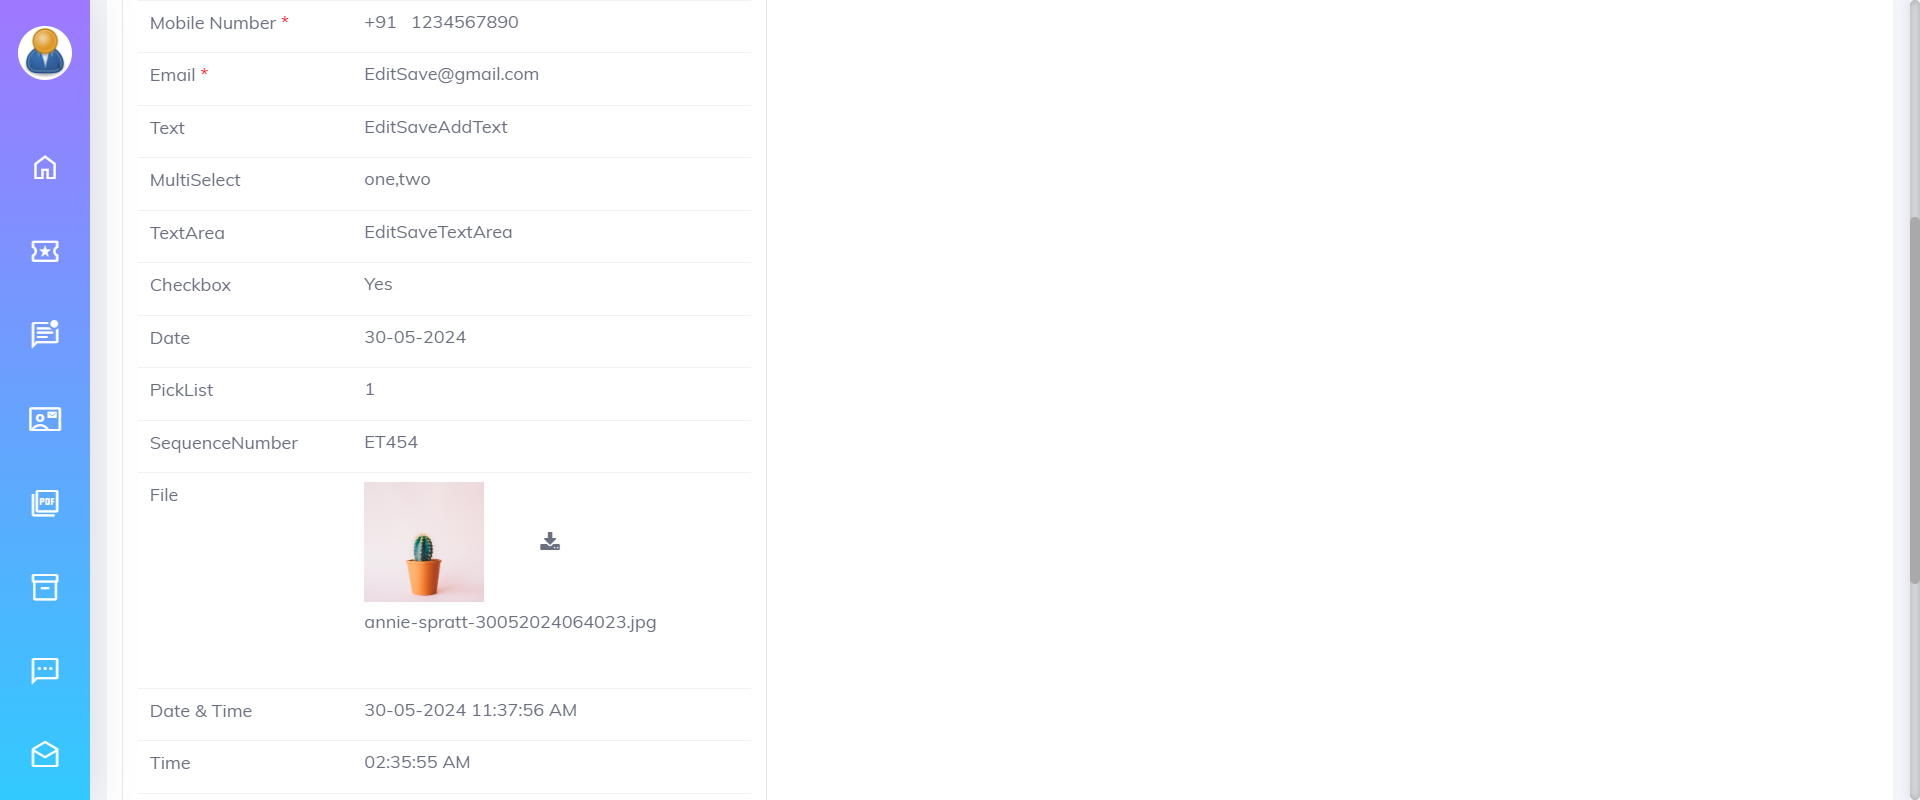 Mobile Number * +91 1234567890
Email * EditSave@gmail.com
Text EditSaveAddText
MultiSelect one,two
TextArea EditSaveTextArea
Checkbox Yes
Date 30-05-2024
PickList 1
SequenceNumber ET454
File
annie-spratt-30052024064023.jpg
Date & Time 30-05-2024 11:37:56 AM
Time 02:35:55 AM
PDF